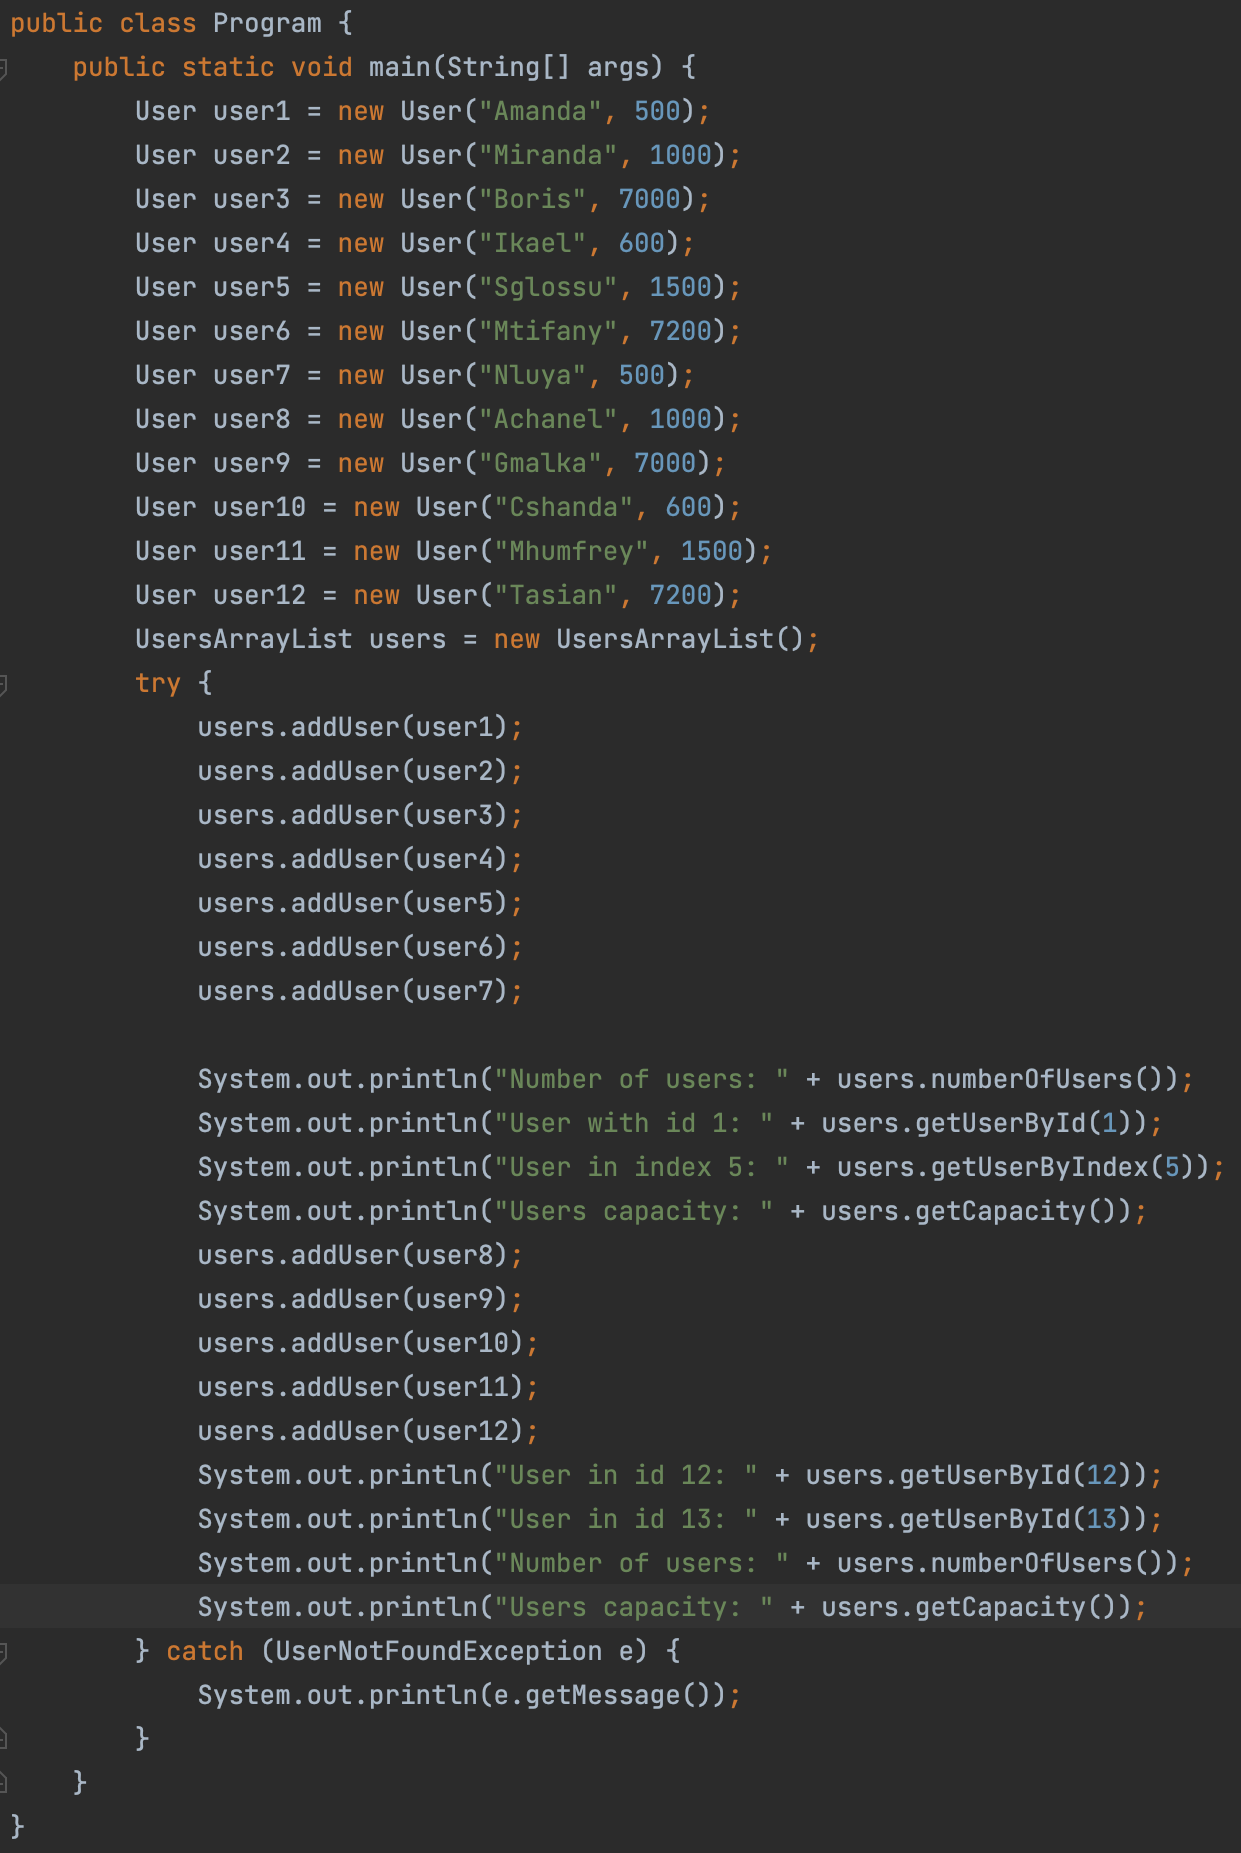 public class Program {
    public static void main(String[] args) {
        User user1 = new User("Amanda", 500);
        User user2 = new User("Miranda", 1000);
        User user3 = new User("Boris", 7000);
        User user4 = new User("Ikael", 600);
        User user5 = new User("Sglossu", 1500);
        User user6 = new User("Mtifany", 7200);
        User user7 = new User("Nluya", 500);
        User user8 = new User("Achanel", 1000);
        User user9 = new User("Gmalka", 7000);
        User user10 = new User("Cshanda", 600);
        User user11 = new User("Mhumfrey", 1500);
        User user12 = new User("Tasian", 7200);
        UsersArrayList users = new UsersArrayList();
        try {
            users.addUser(user1);
            users.addUser(user2);
            users.addUser(user3);
            users.addUser(user4);
            users.addUser(user5);
            users.addUser(user6);
            users.addUser(user7);

            System.out.println("Number of users: " + users.numberOfUsers());
            System.out.println("User with id 1: " + users.getUserById(1));
            System.out.println("User in index 5: " + users.getUserByIndex(5));
            System.out.println("Users capacity: " + users.getCapacity());
            users.addUser(user8);
            users.addUser(user9);
            users.addUser(user10);
            users.addUser(user11);
            users.addUser(user12);
            System.out.println("User in id 12: " + users.getUserById(12));
            System.out.println("User in id 13: " + users.getUserById(13));
            System.out.println("Number of users: " + users.numberOfUsers());
            System.out.println("Users capacity: " + users.getCapacity());
        } catch (UserNotFoundException e) {
            System.out.println(e.getMessage());
        }
    }
}